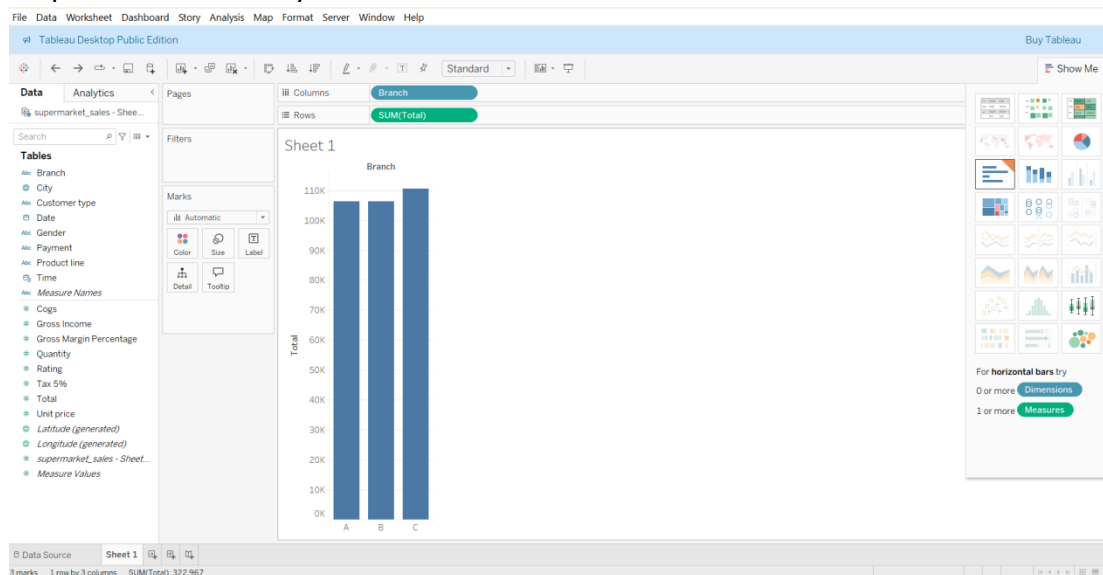 File Data Worksheet Dashboard Story Analysis Map Format Server Window Help
Tableau Desktop Public Edition
Buy Tableau
Standard
Show Me
Data Analytics
supermarket_sales - Shee...
Search
Tables
Abc Branch
City
Abc Customer type
Date
Abc Gender
Abc Payment
Abc Product line
Time
Abc Measure Names
# Cogs
# Gross Income
# Gross Margin Percentage
# Quantity
# Rating
# Tax 5%
# Total
# Unit price
Latitude (generated)
Longitude (generated)
# supermarket_sales - Sheet...
# Measure Values
Pages
Filters
Marks
Automatic
Color Size Label
Detail Tooltip
Columns Branch
Rows SUM(Total)
Sheet 1
Branch
110K
100K
90K
80K
70K
60K
50K
40K
30K
20K
10K
0K
Total
A B C
For horizontal bars try
0 or more Dimensions
1 or more Measures
Data Source Sheet 1
3 marks 1 row by 3 columns SUM(Total): 322,967